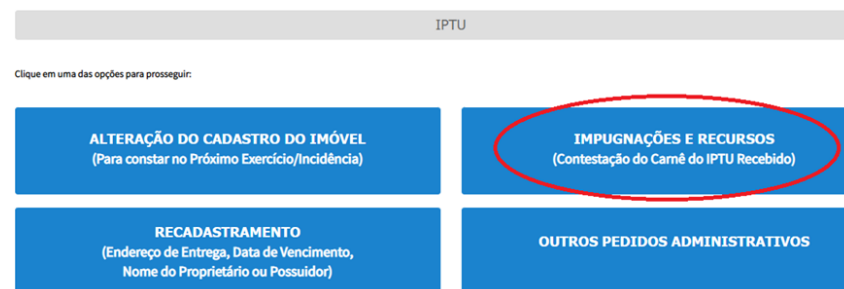 IPTU
Clique em uma das opções para prosseguir:
ALTERAÇÃO DO CADASTRO DO IMÓVEL
(Para constar no Próximo Exercício/Incidência)
IMPUGNAÇÕES E RECURSOS
(Contestação do Carnê do IPTU Recebido)
RECADASTRAMENTO
(Endereço de Entrega, Data de Vencimento,
Nome do Proprietário ou Possuidor)
OUTROS PEDIDOS ADMINISTRATIVOS